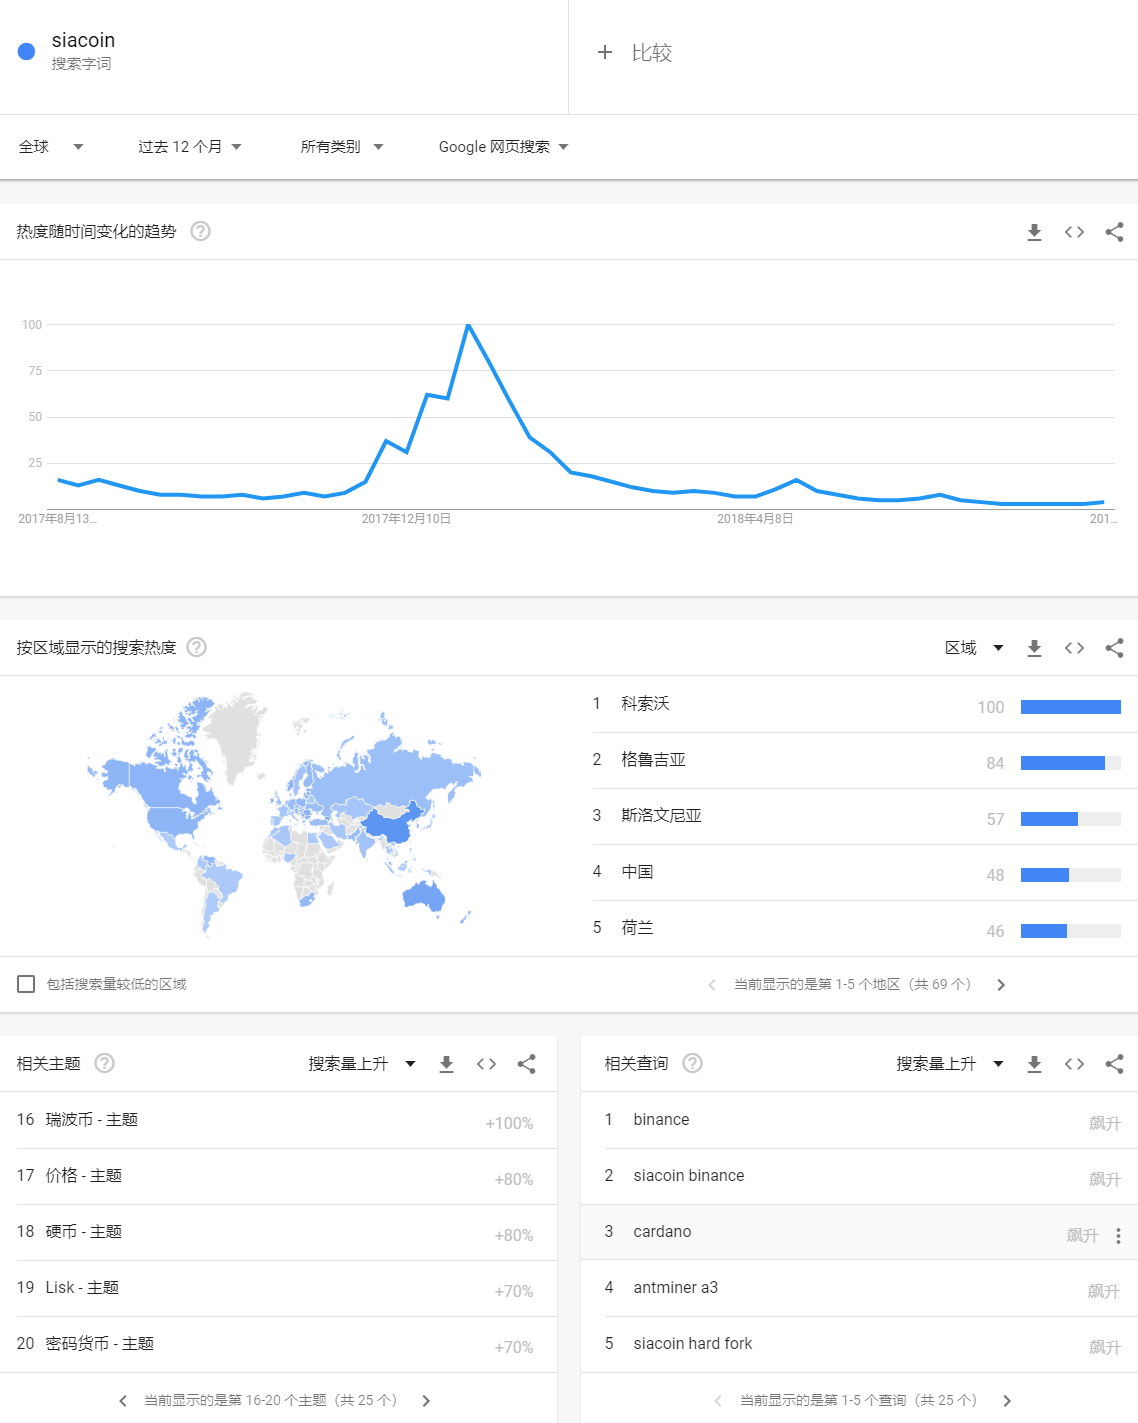 siacoin
搜索字词
+ 比较
全球
过去 12 个月
所有类别
Google 网页搜索
热度随时间变化的趋势 ?
100
75
50
25
2017年8月13...
2017年12月10日
2018年4月8日
201...
按区域显示的搜索热度 ?
区域
1 科索沃 100
2 格鲁吉亚 84
3 斯洛文尼亚 57
4 中国 48
5 荷兰 46
包括搜索量较低的区域
当前显示的是第 1-5 个地区（共 69 个）
相关主题 ?
搜索量上升
16 瑞波币 - 主题 +100%
17 价格 - 主题 +80%
18 硬币 - 主题 +80%
19 Lisk - 主题 +70%
20 密码货币 - 主题 +70%
当前显示的是第 16-20 个主题（共 25 个）
相关查询 ?
搜索量上升
1 binance 飙升
2 siacoin binance 飙升
3 cardano 飙升
4 antminer a3 飙升
5 siacoin hard fork 飙升
当前显示的是第 1-5 个查询（共 25 个）